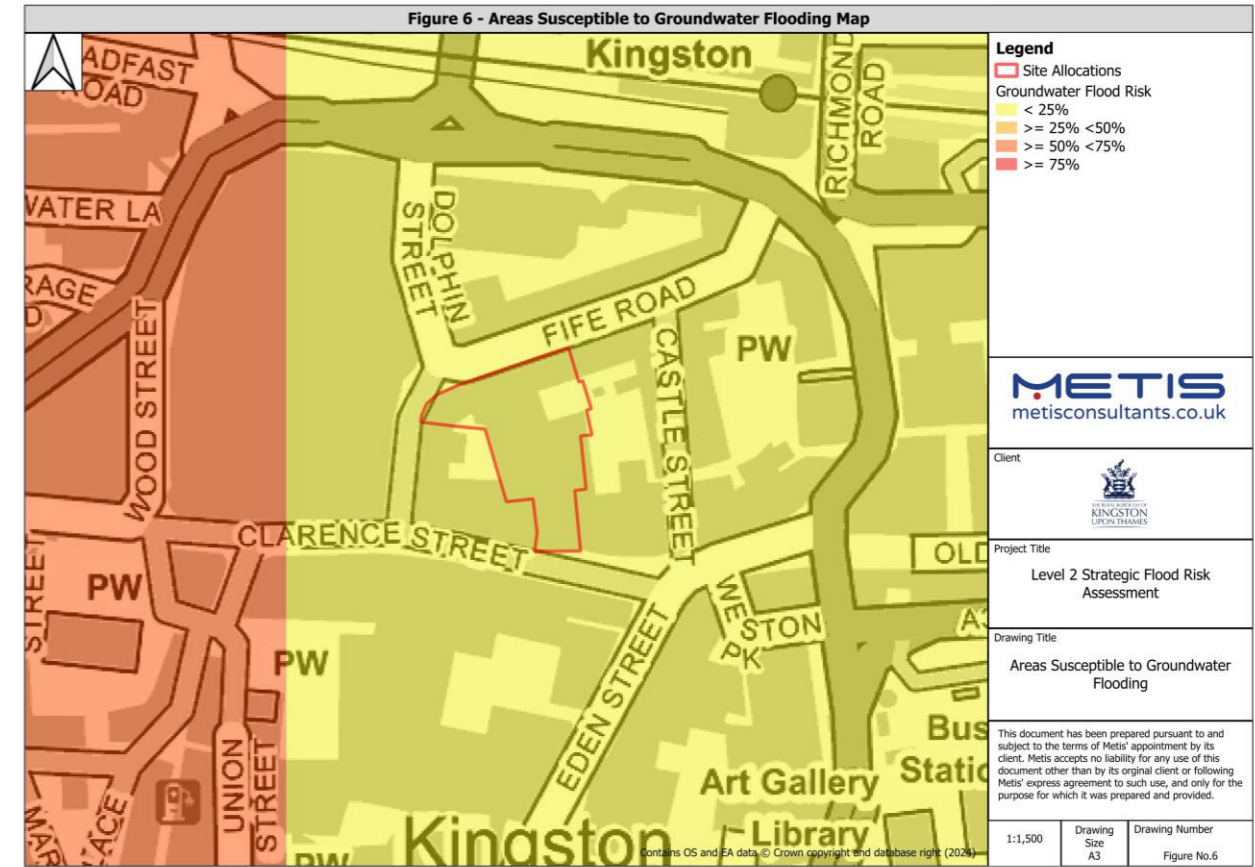 Figure 6 - Areas Susceptible to Groundwater Flooding Map
ADFAST
ROAD
Kingston
RICHMOND
ROAD
WATER LA
DOLPHIN
STREET
RAGE
D
FIFE ROAD
WOOD STREET
CASTLE STREET
PW
CLARENCE STREET
OLD
STREET
PW
WESTON
PK
A3
PW
EDEN STREET
UNION
STREET
Bus
Static
Art Gallery
Library
Kingston
PW
MAR
ACE
Contains OS and EA data © Crown copyright and database right (2024)
Legend
Site Allocations
Groundwater Flood Risk
< 25%
>= 25% <50%
>= 50% <75%
>= 75%
METIS
metisconsultants.co.uk
Client
THE ROYAL BOROUGH OF
KINGSTON
UPON THAMES
Project Title
Level 2 Strategic Flood Risk
Assessment
Drawing Title
Areas Susceptible to Groundwater
Flooding
This document has been prepared pursuant to and
subject to the terms of Metis' appointment by its
client. Metis accepts no liability for any use of this
document other than by its orginal client or following
Metis' express agreement to such use, and only for the
purpose for which it was prepared and provided.
1:1,500
Drawing
Size
A3
Drawing Number
Figure No.6